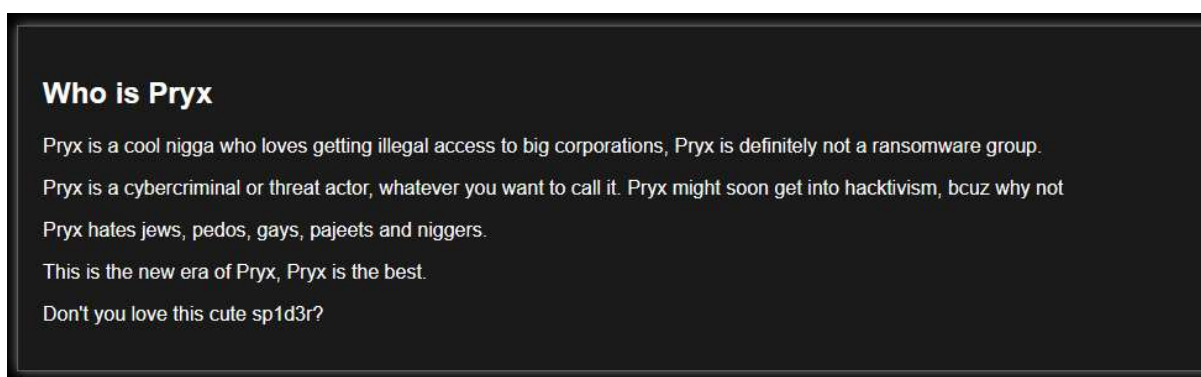 Who is Pryx
Pryx is a cool nigga who loves getting illegal access to big corporations, Pryx is definitely not a ransomware group.
Pryx is a cybercriminal or threat actor, whatever you want to call it. Pryx might soon get into hacktivism, bcuz why not
Pryx hates jews, pedos, gays, pajeets and niggers.
This is the new era of Pryx, Pryx is the best.
Don't you love this cute sp1d3r?